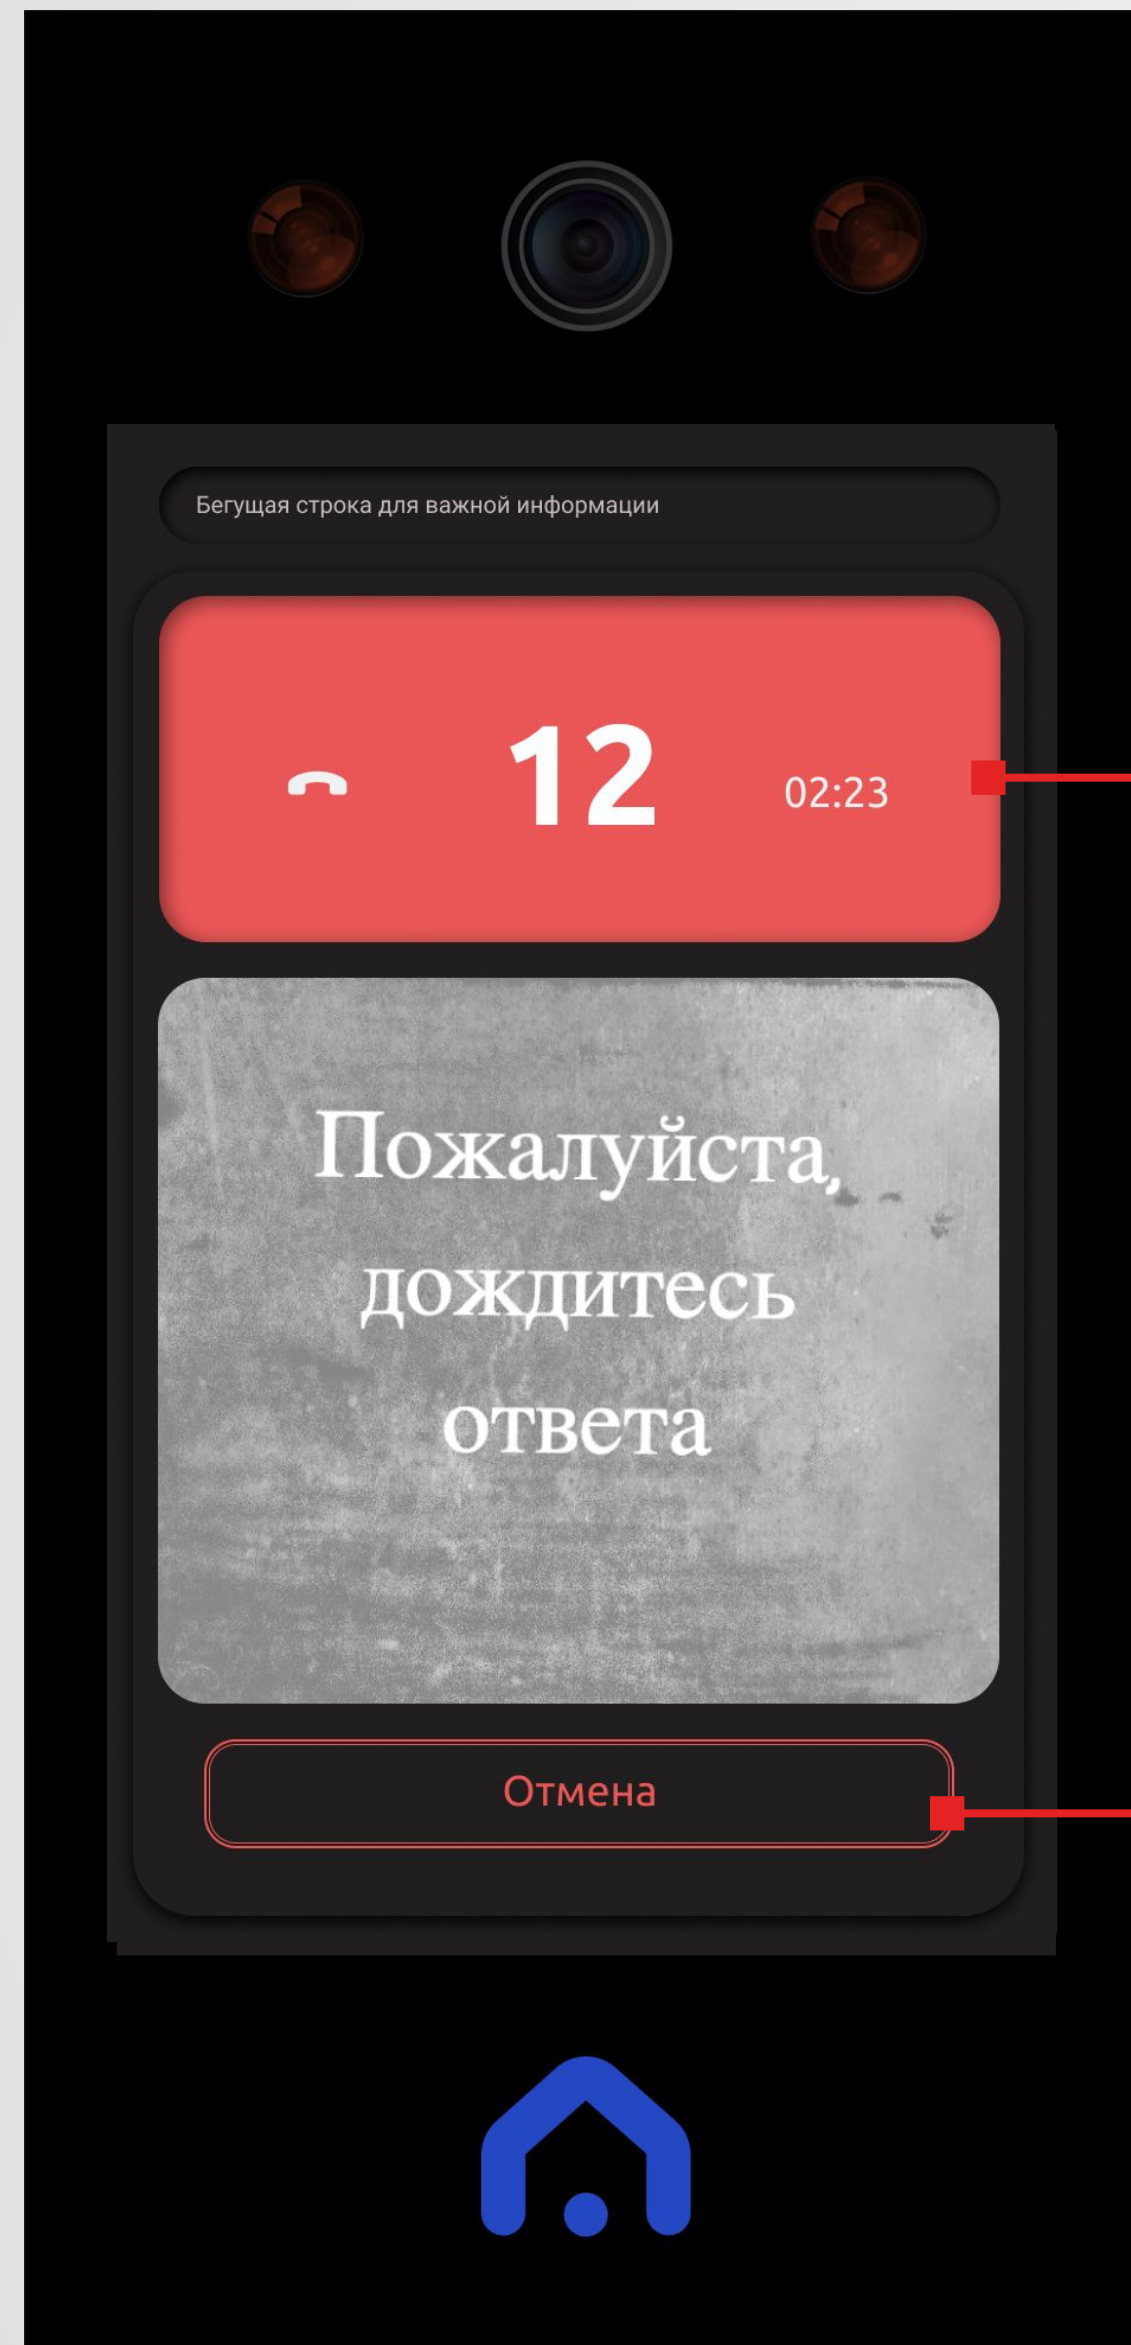 Бегущая строка для важной информации
12
02:23
Пожалуйста,
дождитесь
ответа
Отмена